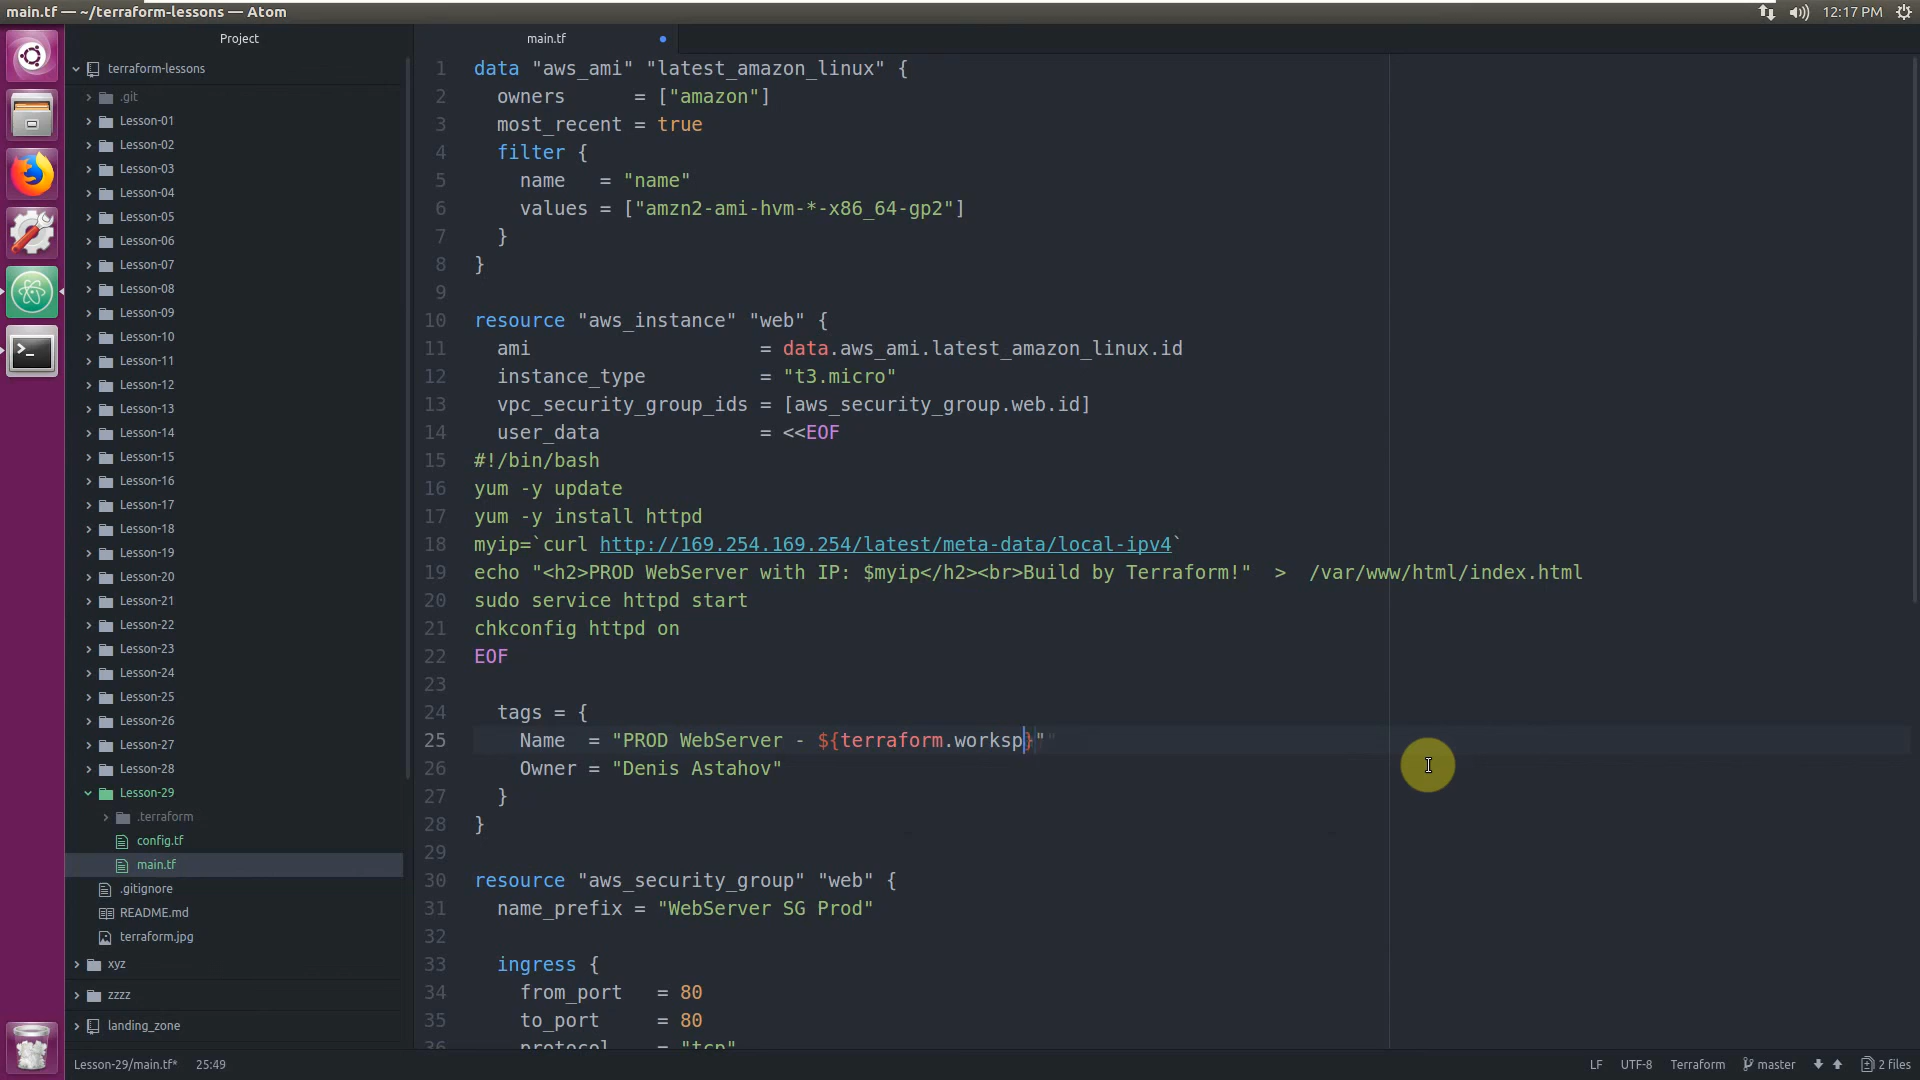 main.tf — ~/terraform-lessons — Atom
12:17 PM
Project
terraform-lessons
.git
Lesson-01
Lesson-02
Lesson-03
Lesson-04
Lesson-05
Lesson-06
Lesson-07
Lesson-08
Lesson-09
Lesson-10
Lesson-11
Lesson-12
Lesson-13
Lesson-14
Lesson-15
Lesson-16
Lesson-17
Lesson-18
Lesson-19
Lesson-20
Lesson-21
Lesson-22
Lesson-23
Lesson-24
Lesson-25
Lesson-26
Lesson-27
Lesson-28
Lesson-29
.terraform
config.tf
main.tf
.gitignore
README.md
terraform.jpg
xyz
zzzz
landing_zone
main.tf
1 data "aws_ami" "latest_amazon_linux" {
2   owners      = ["amazon"]
3   most_recent = true
4   filter {
5     name   = "name"
6     values = ["amzn2-ami-hvm-*-x86_64-gp2"]
7   }
8 }
9
10 resource "aws_instance" "web" {
11   ami                    = data.aws_ami.latest_amazon_linux.id
12   instance_type          = "t3.micro"
13   vpc_security_group_ids = [aws_security_group.web.id]
14   user_data              = <<EOF
15 #!/bin/bash
16 yum -y update
17 yum -y install httpd
18 myip=`curl http://169.254.169.254/latest/meta-data/local-ipv4`
19 echo "<h2>PROD WebServer with IP: $myip</h2><br>Build by Terraform!"  >  /var/www/html/index.html
20 sudo service httpd start
21 chkconfig httpd on
22 EOF
23
24   tags = {
25     Name  = "PROD WebServer - ${terraform.worksp}""
26     Owner = "Denis Astahov"
27   }
28 }
29
30 resource "aws_security_group" "web" {
31   name_prefix = "WebServer SG Prod"
32
33   ingress {
34     from_port   = 80
35     to_port     = 80
36     protocol    = "tcp"
Lesson-29/main.tf* 25:49
LF UTF-8 Terraform master 2 files